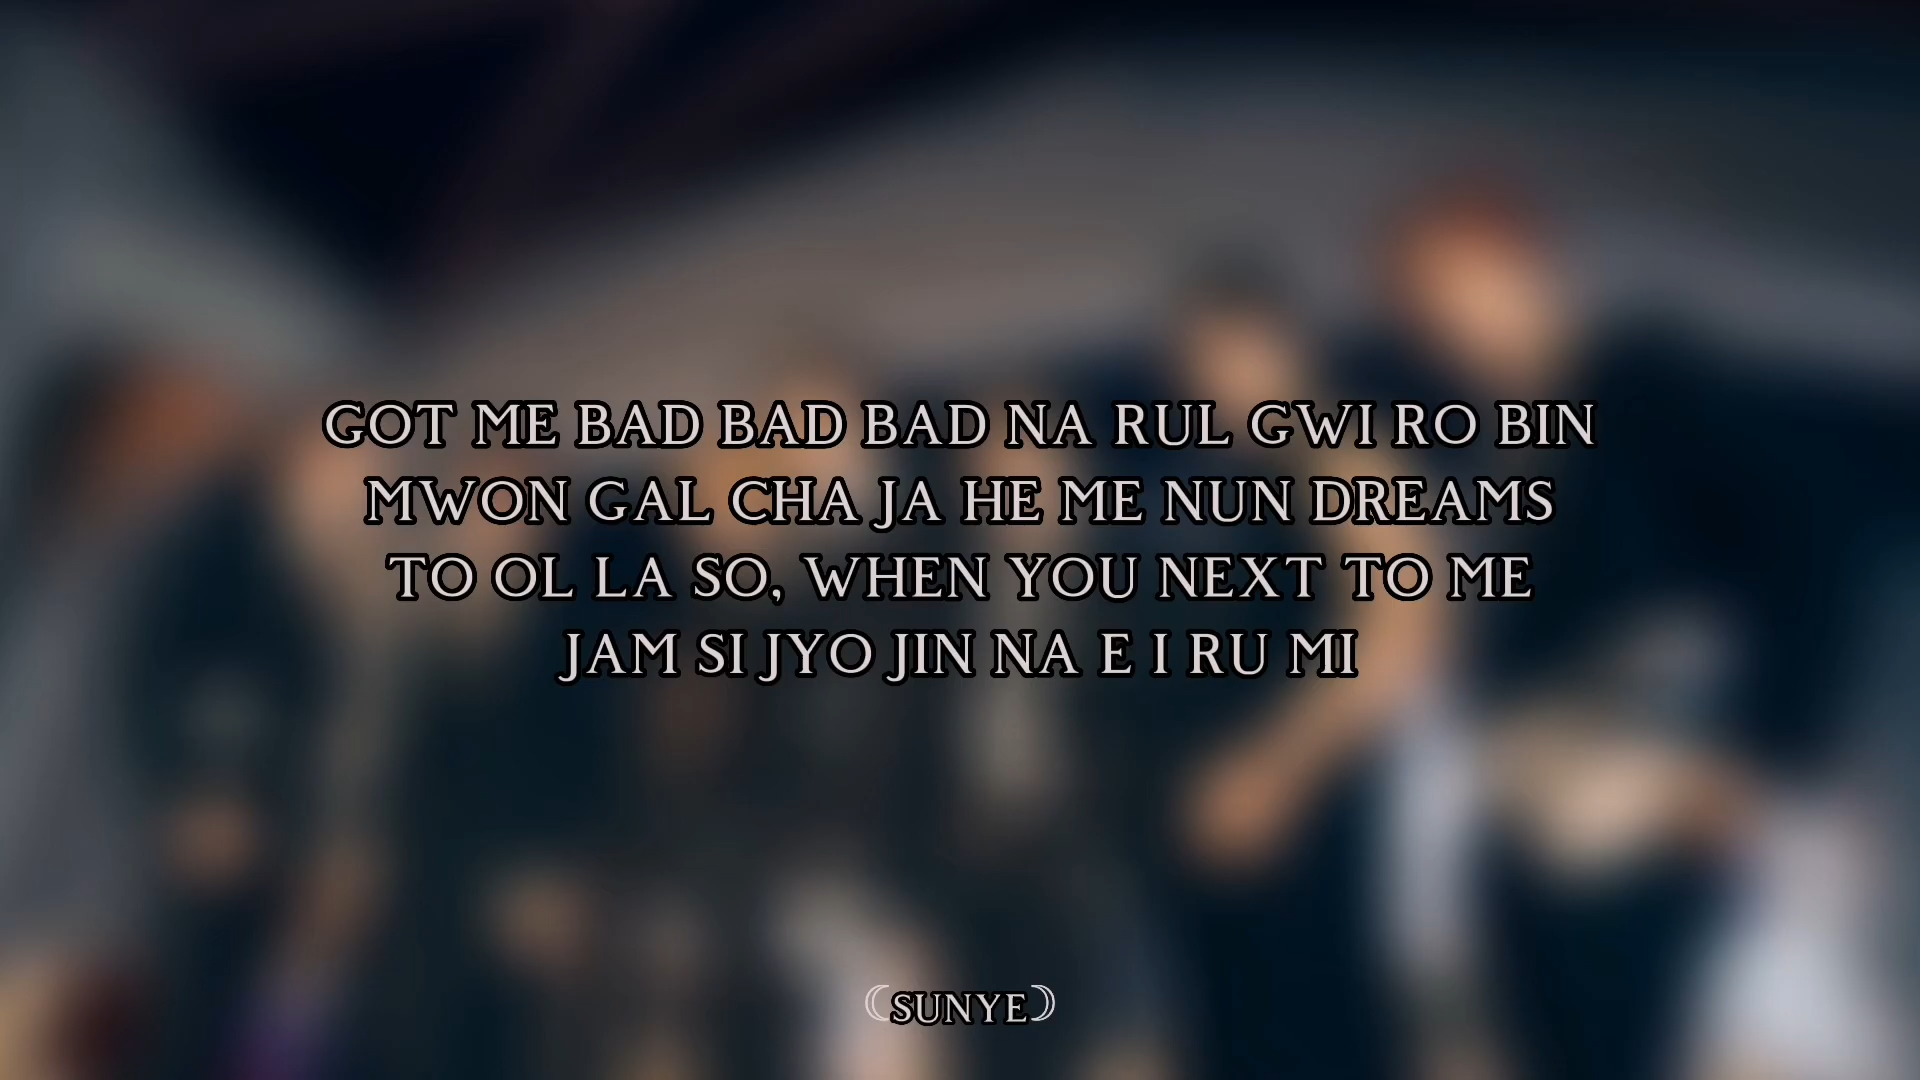 GOT ME BAD BAD BAD NA RUL GWI RO BIN
MWON GAL CHA JA HE ME NUN DREAMS
TO OL LA SO, WHEN YOU NEXT TO ME
JAM SI JYO JIN NA E I RU MI
☾SUNYE☽